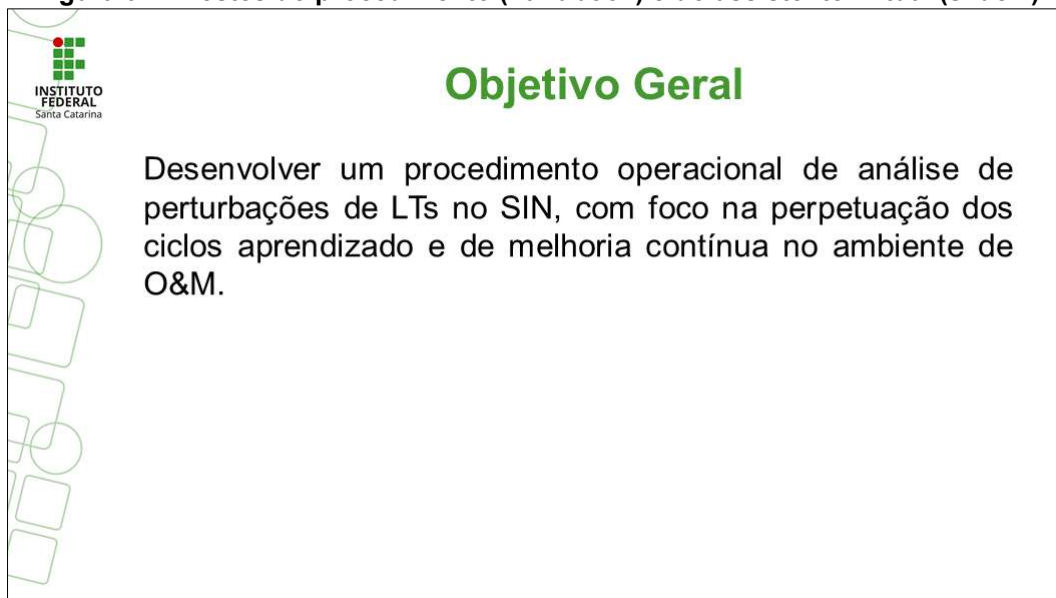 INSTITUTO
FEDERAL
Santa Catarina
Objetivo Geral
Desenvolver um procedimento operacional de análise de
perturbações de LTs no SIN, com foco na perpetuação dos
ciclos aprendizado e de melhoria contínua no ambiente de
O&M.